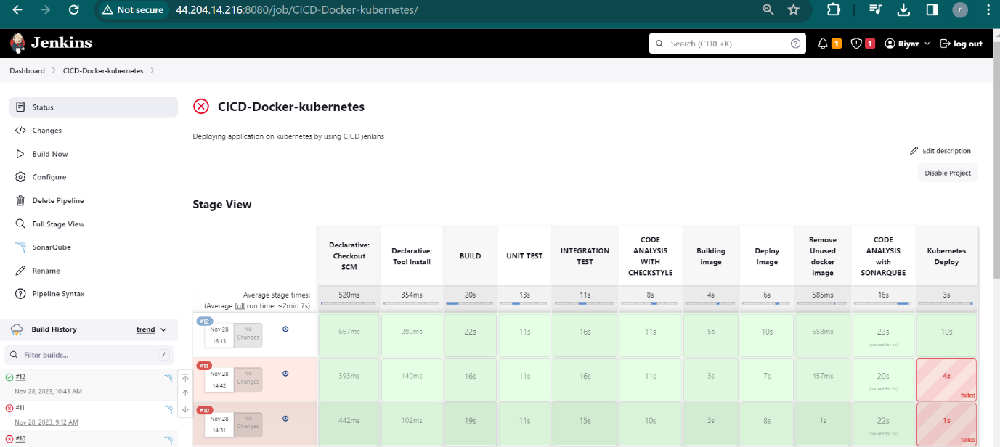 Not secure 44.204.14.216:8080/job/CICD-Docker-kubernetes/
r
Jenkins
Search (CTRL+K)
?
1
1
Riyaz
log out
Dashboard
CICD-Docker-kubernetes
Status
Changes
Build Now
Configure
Delete Pipeline
Full Stage View
SonarQube
Rename
Pipeline Syntax
Build History
trend
Filter builds...
/
#12
Nov 28, 2023, 10:43 AM
#11
Nov 28, 2023, 9:12 AM
#10
CICD-Docker-kubernetes
Deploying application on kubernetes by using CICD jenkins
Edit description
Disable Project
Stage View
Declarative:
Checkout
SCM
Declarative:
Tool Install
BUILD
UNIT TEST
INTEGRATION
TEST
CODE
ANALYSIS
WITH
CHECKSTYLE
Building
image
Deploy
Image
Remove
Unused
docker
image
CODE
ANALYSIS
with
SONARQUBE
Kubernetes
Deploy
Average stage times:
(Average full run time: ~2min 7s)
520ms
354ms
20s
13s
11s
8s
4s
6s
585ms
16s
3s
#12
Nov 28
16:13
No
Changes
667ms
280ms
22s
11s
16s
11s
5s
10s
558ms
23s
(paused for 5s)
10s
#11
Nov 28
14:42
No
Changes
393ms
140ms
16s
11s
16s
11s
3s
7s
457ms
20s
(paused for 2s)
4s
failed
#10
Nov 28
14:31
No
Changes
442ms
102ms
19s
11s
15s
10s
3s
8s
1s
22s
(paused for 2s)
1s
failed